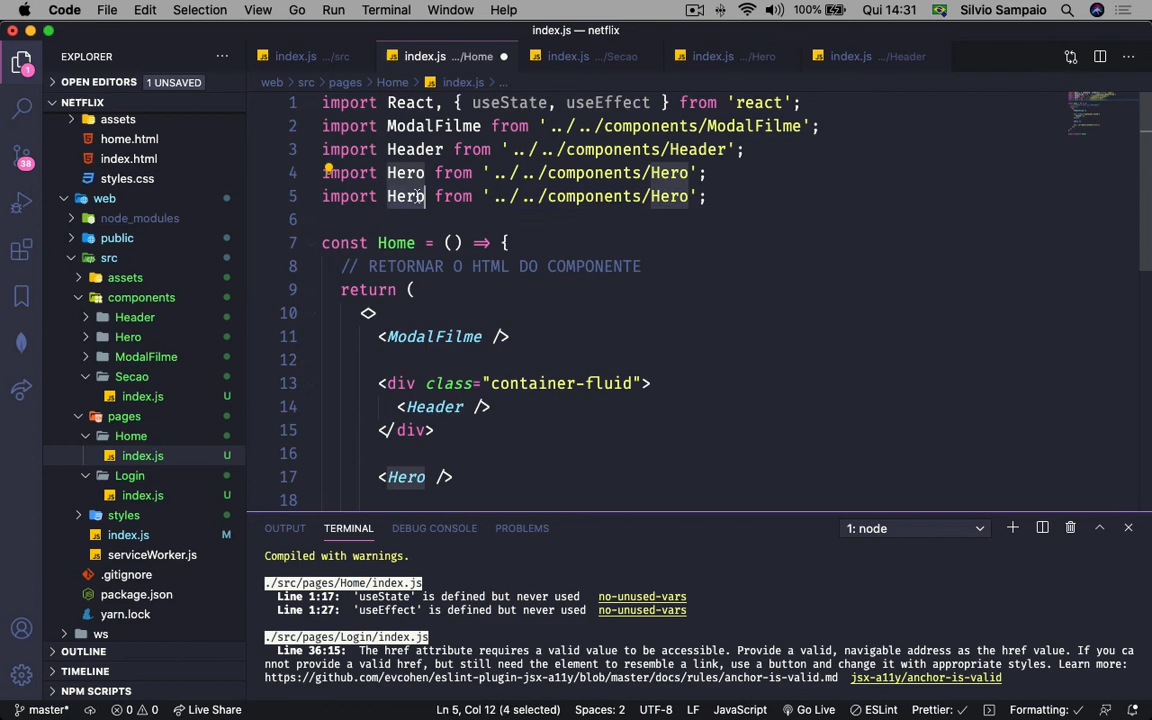 Code File Edit Selection View Go Run Terminal Window Help 100% Qui 14:31 Silvio Sampaio
index.js — netflix
EXPLORER
index.js .../src
index.js .../Home
index.js .../Secao
index.js .../Hero
index.js .../Header
OPEN EDITORS 1 UNSAVED
web > src > pages > Home > index.js > ...
NETFLIX
assets
home.html
index.html
styles.css
web
node_modules
public
src
assets
components
Header
Hero
ModalFilme
Secao
index.js U
pages
Home
index.js U
Login
index.js U
styles
index.js M
serviceWorker.js
.gitignore
package.json
yarn.lock
ws
OUTLINE
TIMELINE
NPM SCRIPTS
1
38
1 import React, { useState, useEffect } from 'react';
2 import ModalFilme from '../../components/ModalFilme';
3 import Header from '../../components/Header';
4 import Hero from '../../components/Hero';
5 import Hero from '../../components/Hero';
6
7 const Home = () => {
8 // RETORNAR O HTML DO COMPONENTE
9 return (
10 <>
11 <ModalFilme />
12
13 <div class="container-fluid">
14 <Header />
15 </div>
16
17 <Hero />
18
OUTPUT TERMINAL DEBUG CONSOLE PROBLEMS 1: node
Compiled with warnings.
./src/pages/Home/index.js
Line 1:17: 'useState' is defined but never used no-unused-vars
Line 1:27: 'useEffect' is defined but never used no-unused-vars
./src/pages/Login/index.js
Line 36:15: The href attribute requires a valid value to be accessible. Provide a valid, navigable address as the href value. If you ca
nnot provide a valid href, but still need the element to resemble a link, use a button and change it with appropriate styles. Learn more:
https://github.com/evcohen/eslint-plugin-jsx-a11y/blob/master/docs/rules/anchor-is-valid.md jsx-a11y/anchor-is-valid
master* 0 0 Live Share Ln 5, Col 12 (4 selected) Spaces: 2 UTF-8 LF JavaScript Go Live ESLint Prettier: Formatting: